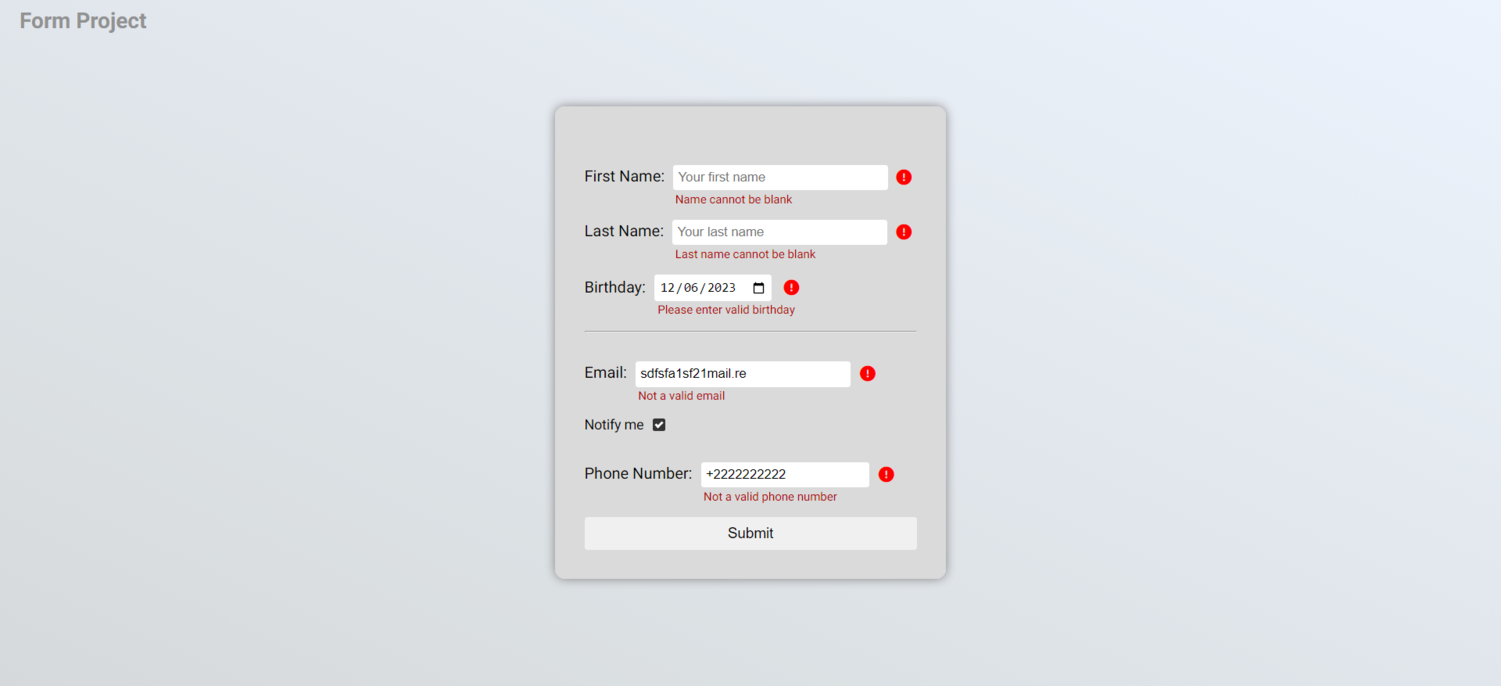 Form Project
First Name: Your first name
Name cannot be blank
Last Name: Your last name
Last name cannot be blank
Birthday: 12/06/2023
Please enter valid birthday
Email: sdfsfa1sf21mail.re
Not a valid email
Notify me
Phone Number: +2222222222
Not a valid phone number
Submit